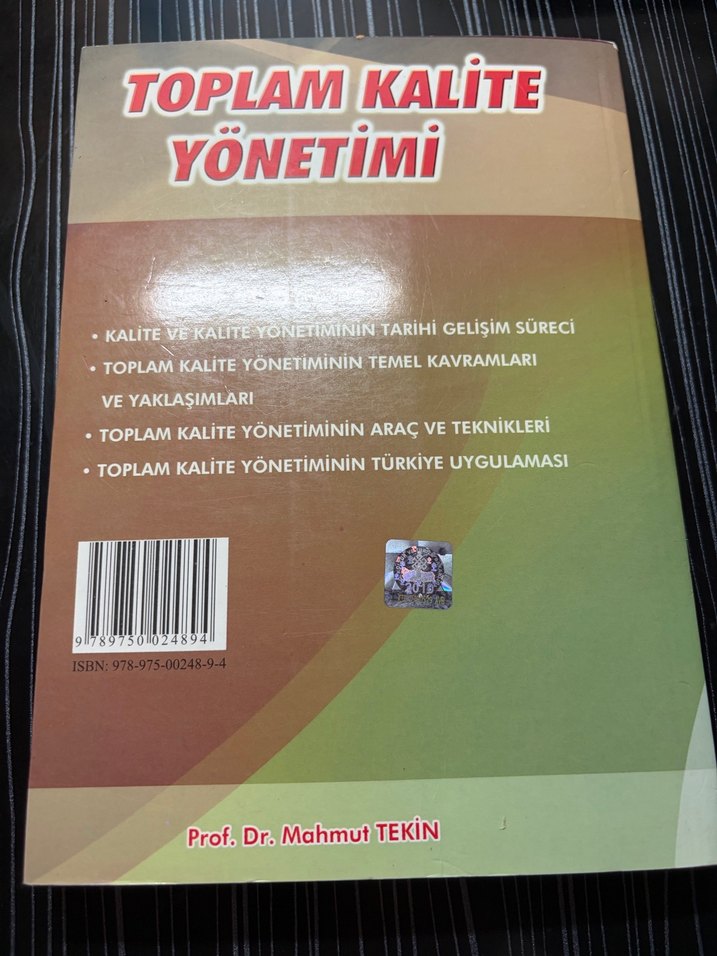 TOPLAM KALİTE
YÖNETİMİ
• KALİTE VE KALİTE YÖNETİMİNİN TARİHİ GELİŞİM SÜRECİ
• TOPLAM KALİTE YÖNETİMİNİN TEMEL KAVRAMLARI
VE YAKLAŞIMLARI
• TOPLAM KALİTE YÖNETİMİNİN ARAÇ VE TEKNİKLERİ
• TOPLAM KALİTE YÖNETİMİNİN TÜRKİYE UYGULAMASI
9 789750 024894
ISBN: 978-975-00248-9-4
Prof. Dr. Mahmut TEKİN